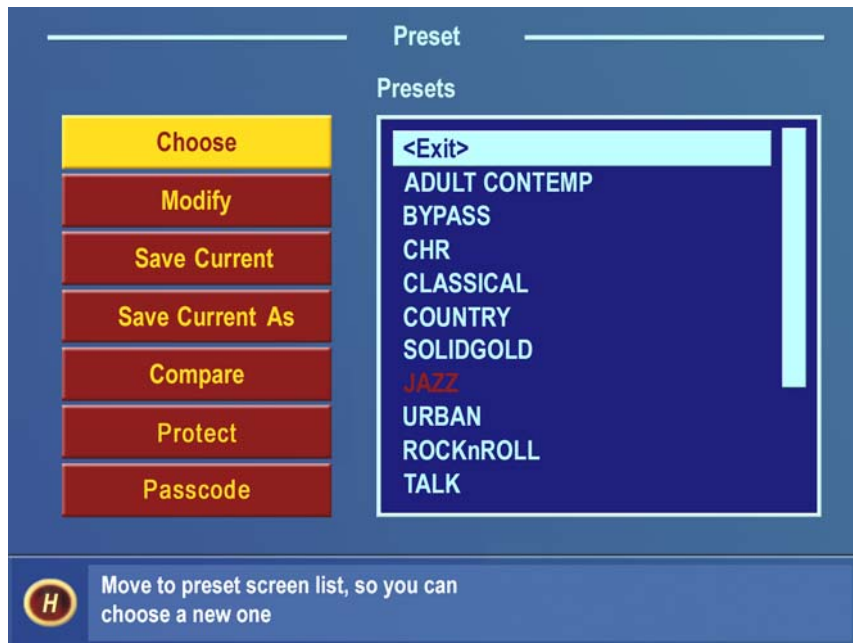 Preset
Presets
Choose
Modify
Save Current
Save Current As
Compare
Protect
Passcode
<Exit>
ADULT CONTEMP
BYPASS
CHR
CLASSICAL
COUNTRY
SOLIDGOLD
JAZZ
URBAN
ROCKnROLL
TALK
H
Move to preset screen list, so you can
choose a new one